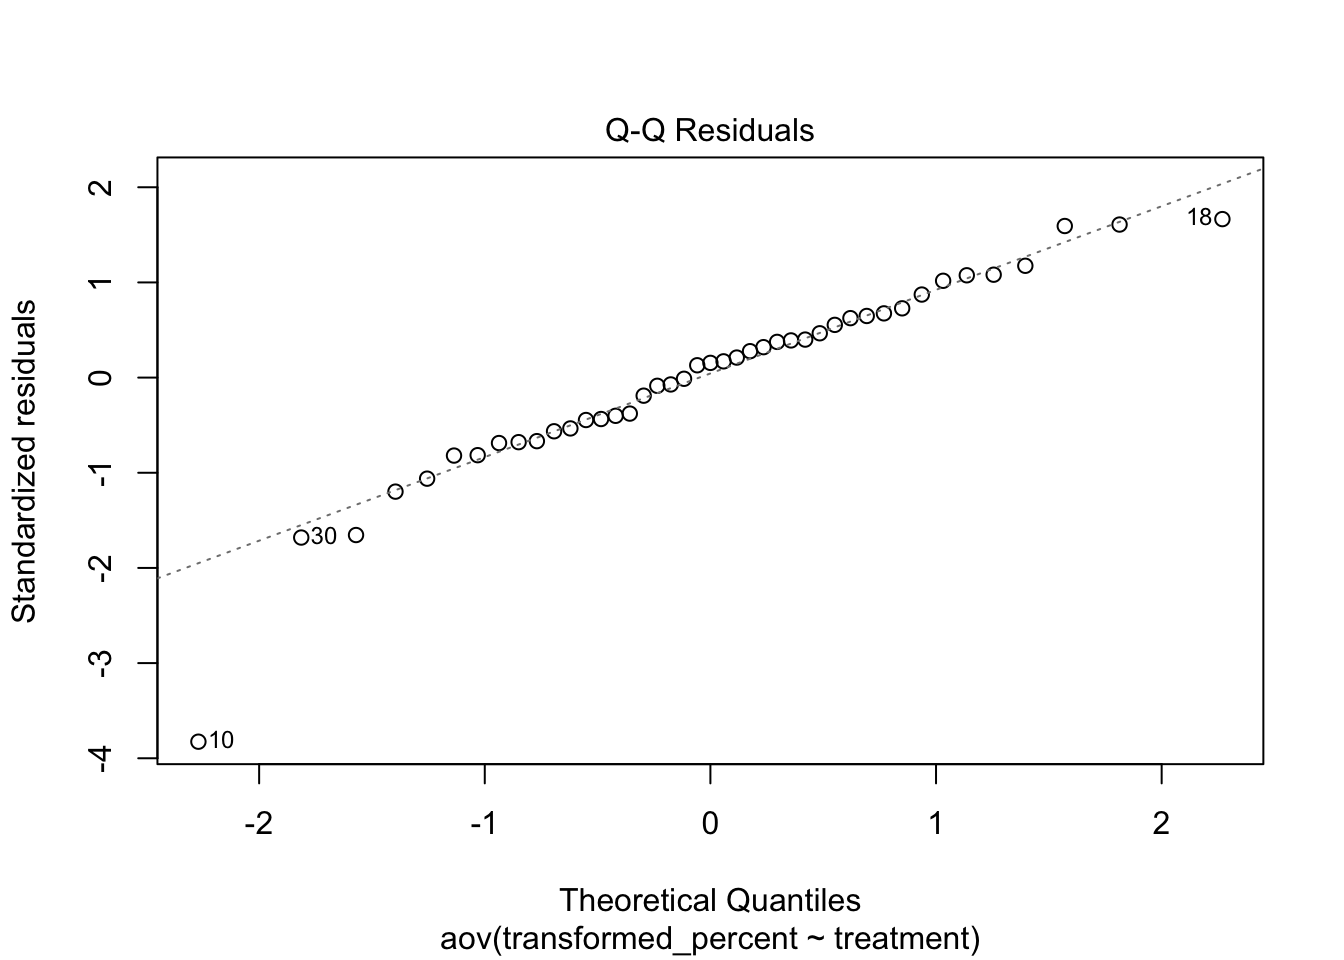 Q-Q Residuals
Standardized residuals
2
1
0
-1
-2
-3
-4
18
30
10
-2 -1 0 1 2
Theoretical Quantiles
aov(transformed_percent ~ treatment)